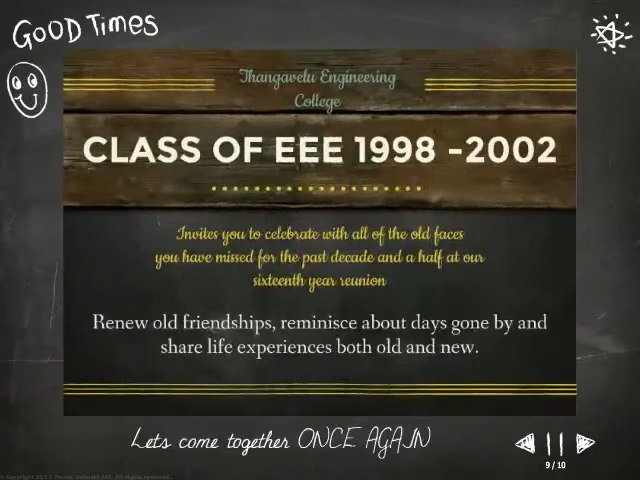 GOOD TIMES
Thangavelu Engineering
College
CLASS OF EEE 1998 -2002
Invites you to celebrate with all of the old faces
you have missed for the past decade and a half at our
sixteenth year reunion
Renew old friendships, reminisce about days gone by and
share life experiences both old and new.
Lets come together ONCE AGAIN
9 / 10